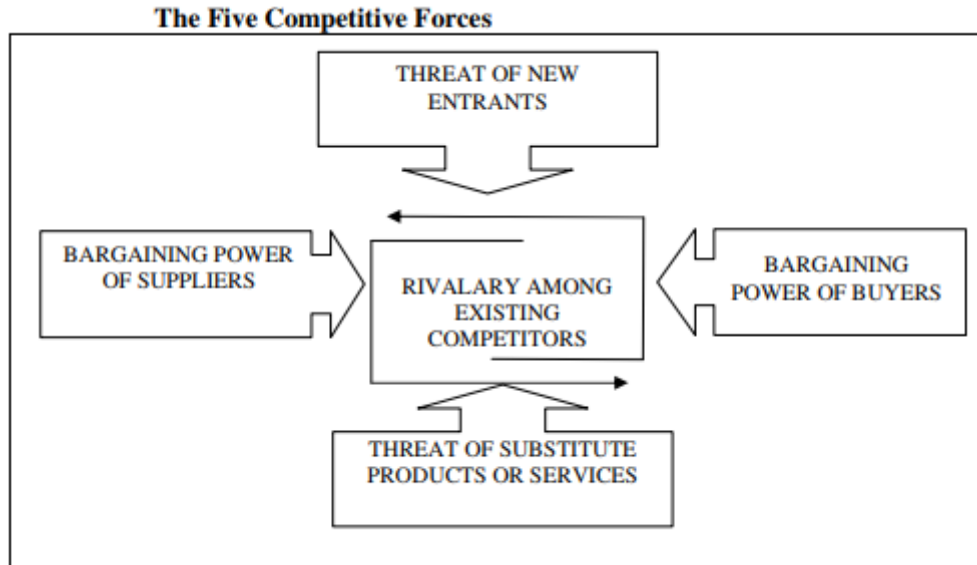 The Five Competitive Forces
THREAT OF NEW
ENTRANTS
BARGAINING POWER
OF SUPPLIERS
RIVALARY AMONG
EXISTING
COMPETITORS
BARGAINING
POWER OF BUYERS
THREAT OF SUBSTITUTE
PRODUCTS OR SERVICES